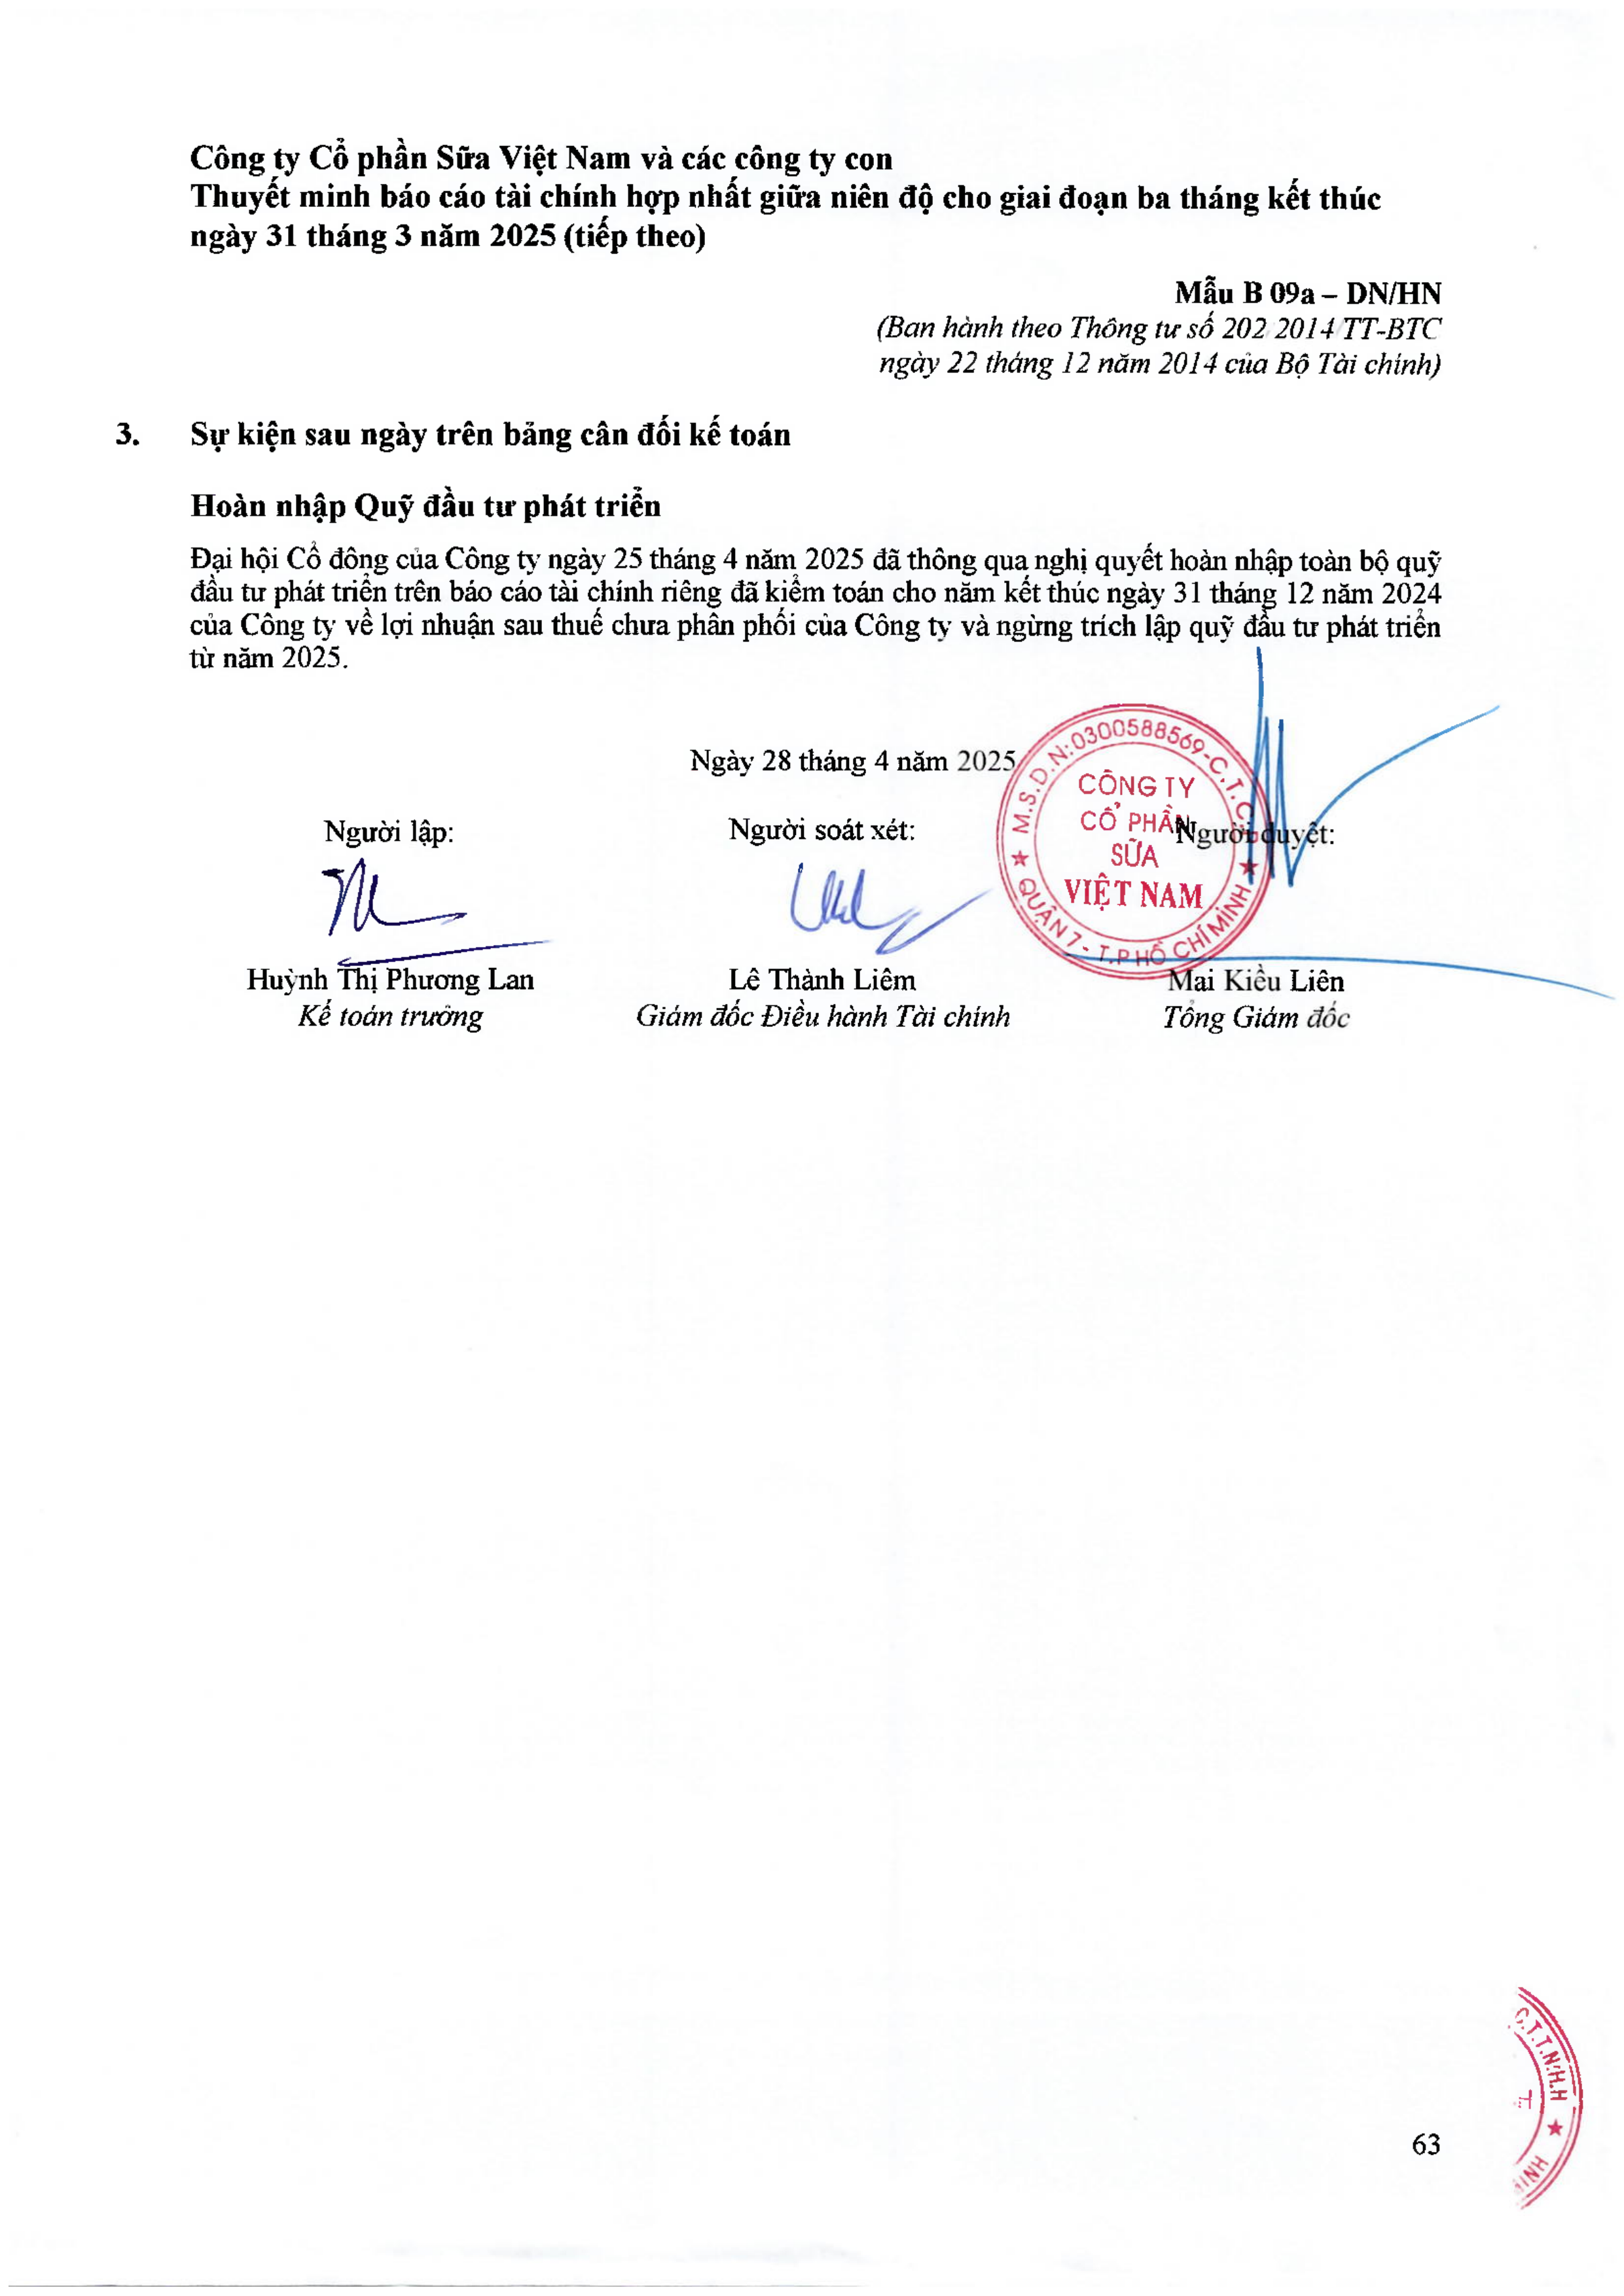 Công ty Cổ phần Sữa Việt Nam và các công ty con
Thuyết minh báo cáo tài chính hợp nhất giữa niên độ cho giai đoạn ba tháng kết thúc
ngày 31 tháng 3 năm 2025 (tiếp theo)
Mẫu B 09a – DN/HN
(Ban hành theo Thông tư số 202/2014/TT-BTC
ngày 22 tháng 12 năm 2014 của Bộ Tài chính)
3. Sự kiện sau ngày trên bảng cân đối kế toán
Hoàn nhập Quỹ đầu tư phát triển
Đại hội Cổ đông của Công ty ngày 25 tháng 4 năm 2025 đã thông qua nghị quyết hoàn nhập toàn bộ quỹ
đầu tư phát triển trên báo cáo tài chính riêng đã kiểm toán cho năm kết thúc ngày 31 tháng 12 năm 2024
của Công ty về lợi nhuận sau thuế chưa phân phối của Công ty và ngừng trích lập quỹ đầu tư phát triển
từ năm 2025.
Ngày 28 tháng 4 năm 2025
Người lập: Người soát xét: Người duyệt:
M.S.D.N:0300588569-C.T.C.P
CÔNG TY
CỔ PHẦN
SỮA
VIỆT NAM
QUẬN 7 - T.P HỒ CHÍ MINH
Huỳnh Thị Phương Lan Lê Thành Liêm Mai Kiều Liên
Kế toán trưởng Giám đốc Điều hành Tài chính Tổng Giám đốc
C.T.T.N.H.H
63